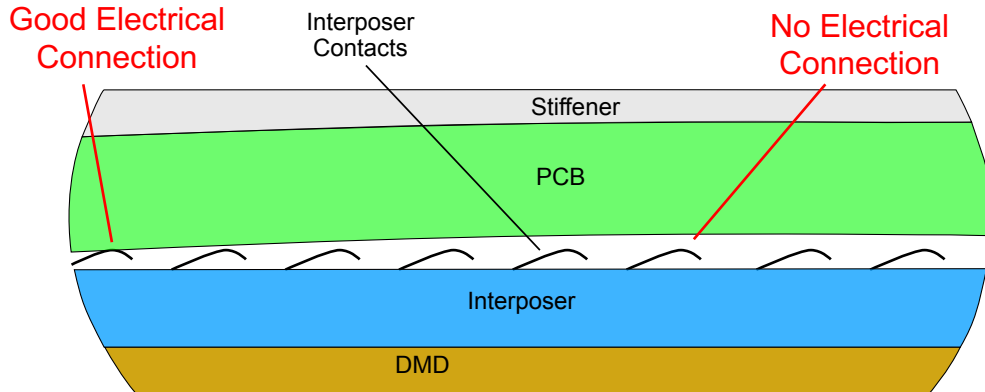 Good Electrical
Connection
Interposer
Contacts
No Electrical
Connection
Stiffener
PCB
Interposer
DMD